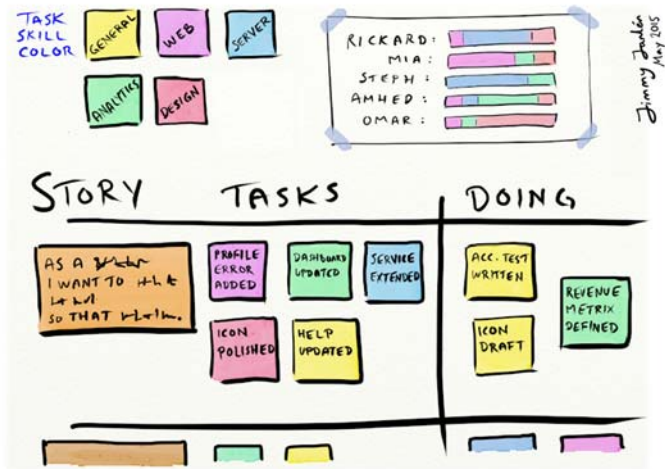 TASK
SKILL
COLOR
GENERAL
WEB
SERVER
ANALYTICS
DESIGN
RICKARD:
MIA:
STEPH:
AMHED:
OMAR:
Jimmy Janlén
May 2015
STORY
TASKS
DOING
AS A
I WANT TO
SO THAT
PROFILE
ERROR
ADDED
DASHBOARD
UPDATED
SERVICE
EXTENDED
ICON
POLISHED
HELP
UPDATED
ACC. TEST
WRITTEN
ICON
DRAFT
REVENUE
METRIX
DEFINED